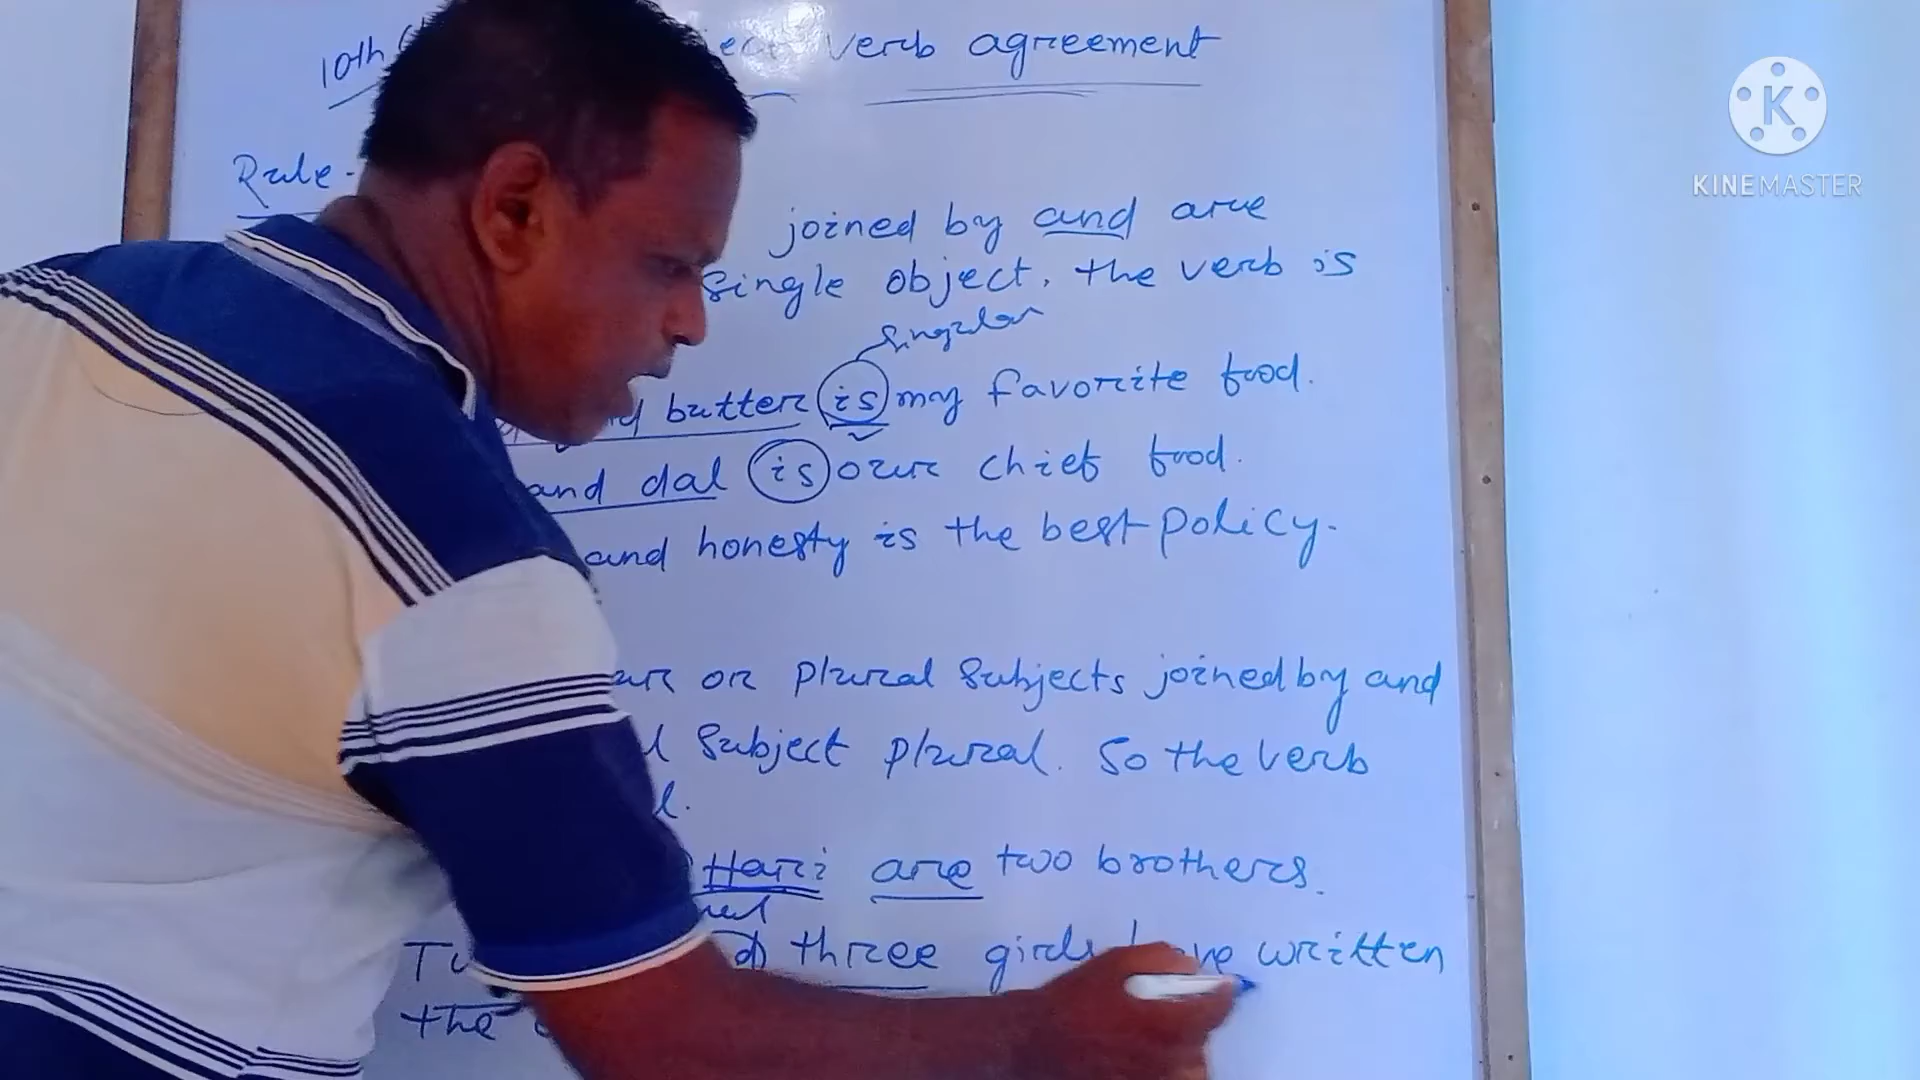 10th verb agreement
KINEMASTER
Rule-
joined by and are
single object, the verb is
singular
butter is my favorite food.
and dal is our chief food.
and honesty is the best policy.
or plural subjects joined by and
subject plural. So the verb
Hari are two brothers.
three girls have written
the